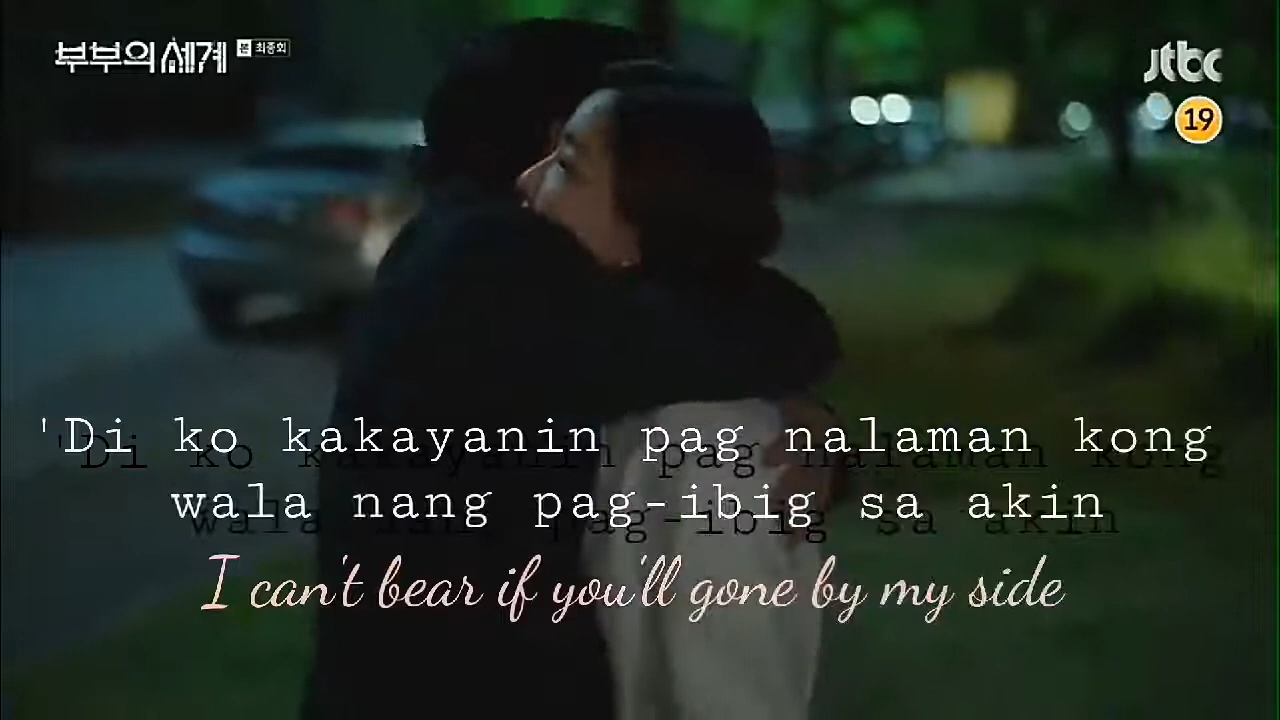 부부의 세계 본 최종회
jtbc
19
'Di ko kakayanin pag nalaman kong
wala nang pag-ibig sa akin
I can't bear if you'll gone by my side